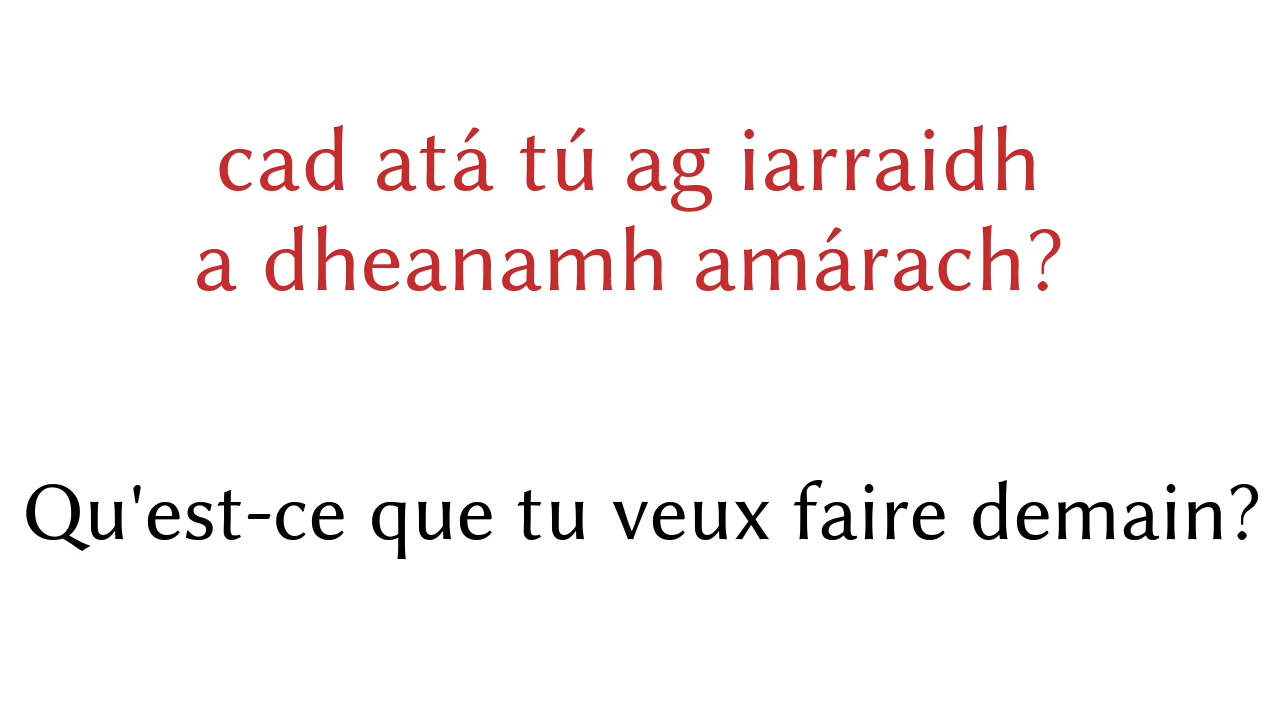 cad atá tú ag iarraidh
a dheanamh amárach?
Qu'est-ce que tu veux faire demain?